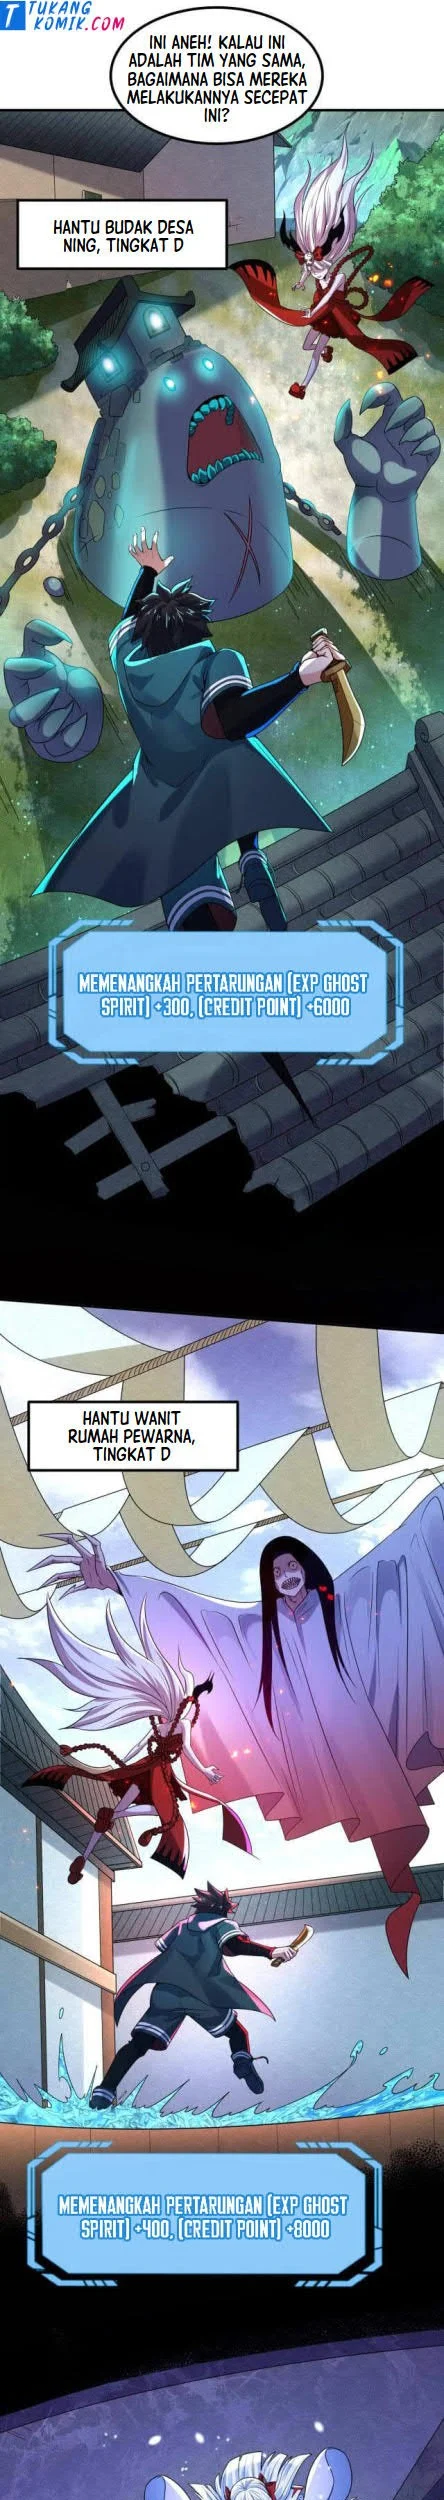 TUKANG
KOMIK.COM
INI ANEH! KALAU INI
ADALAH TIM YANG SAMA,
BAGAIMANA BISA MEREKA
MELAKUKANNYA SECEPAT
INI?
HANTU BUDAK DESA
NING, TINGKAT D
MEMENANGKAH PERTARUNGAN (EXP GHOST
SPIRIT) +300, (CREDIT POINT) +6000
HANTU WANIT
RUMAH PEWARNA,
TINGKAT D
MEMENANGKAH PERTARUNGAN (EXP GHOST
SPIRIT) +400, (CREDIT POINT) +8000